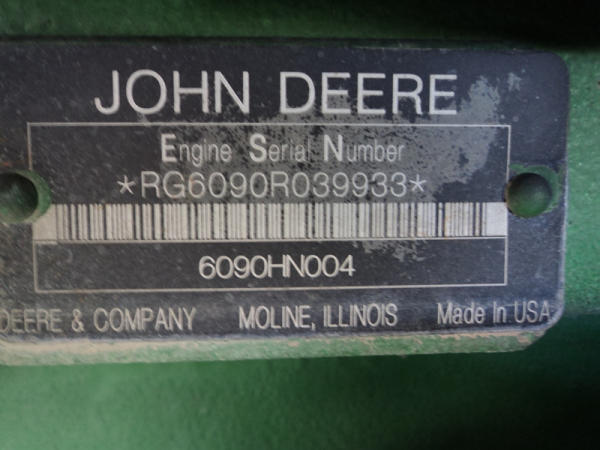 JOHN DEERE
Engine Serial Number
*RG6090R039933*
6090HN004
DEERE & COMPANY MOLINE, ILLINOIS Made In USA